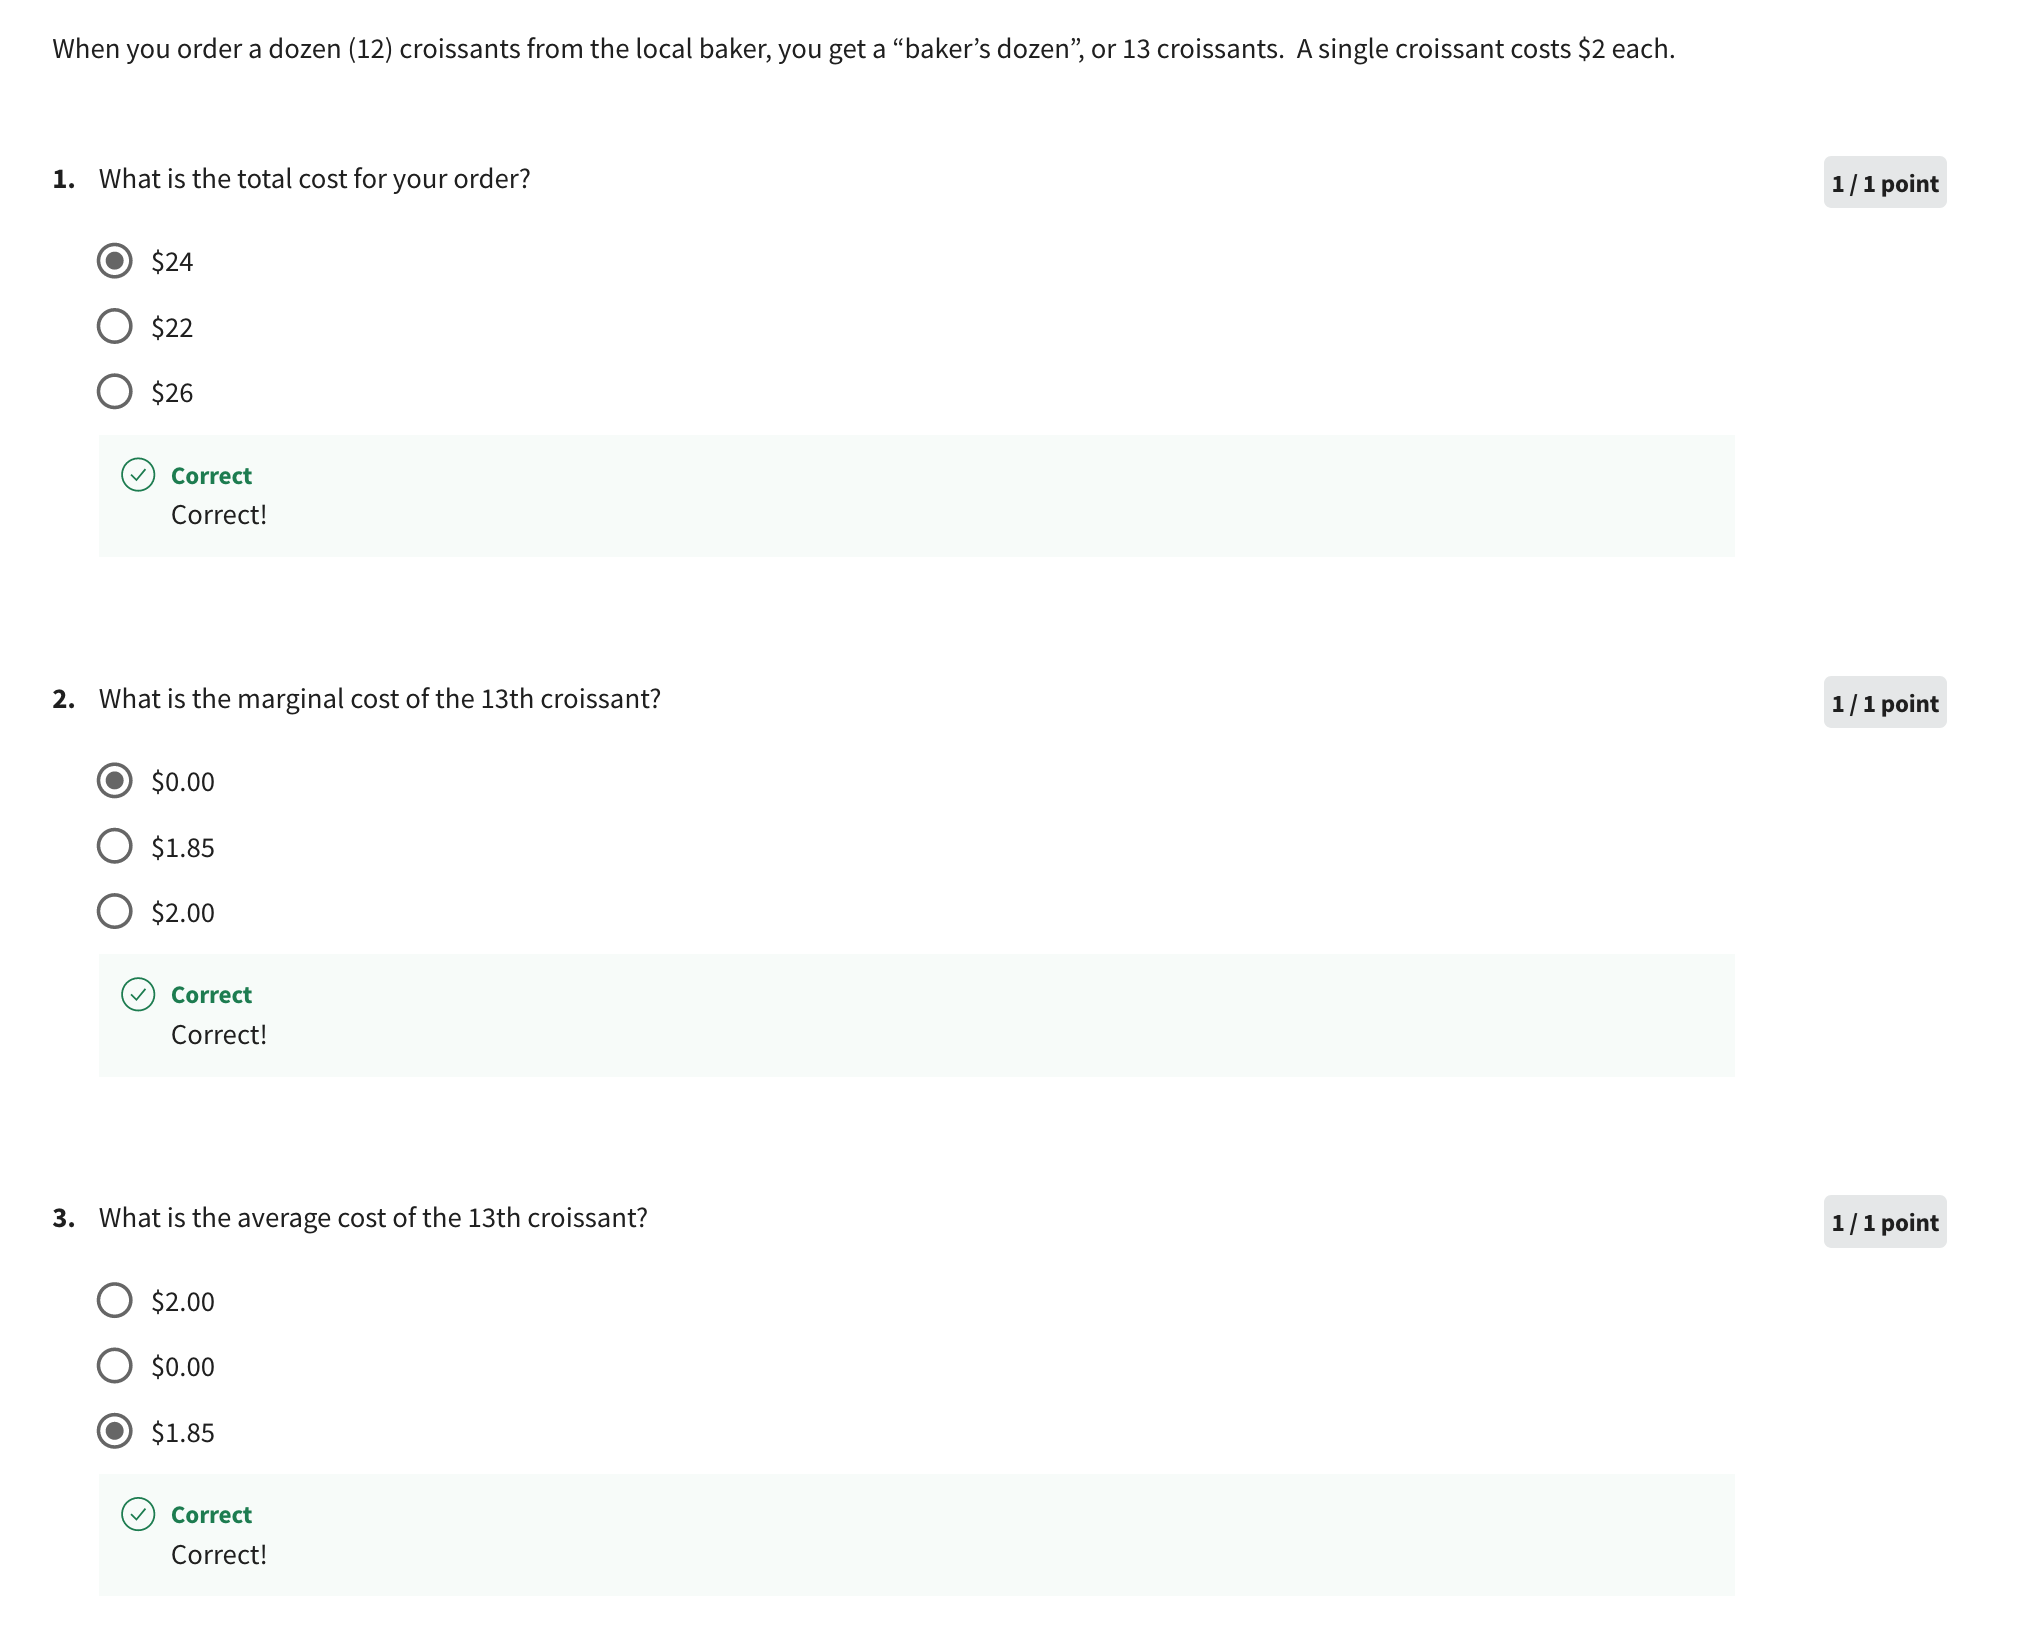 When you order a dozen (12) croissants from the local baker, you get a “baker’s dozen”, or 13 croissants.  A single croissant costs $2 each.
1. What is the total cost for your order?
1 / 1 point
$24
$22
$26
Correct
Correct!
2. What is the marginal cost of the 13th croissant?
1 / 1 point
$0.00
$1.85
$2.00
Correct
Correct!
3. What is the average cost of the 13th croissant?
1 / 1 point
$2.00
$0.00
$1.85
Correct
Correct!